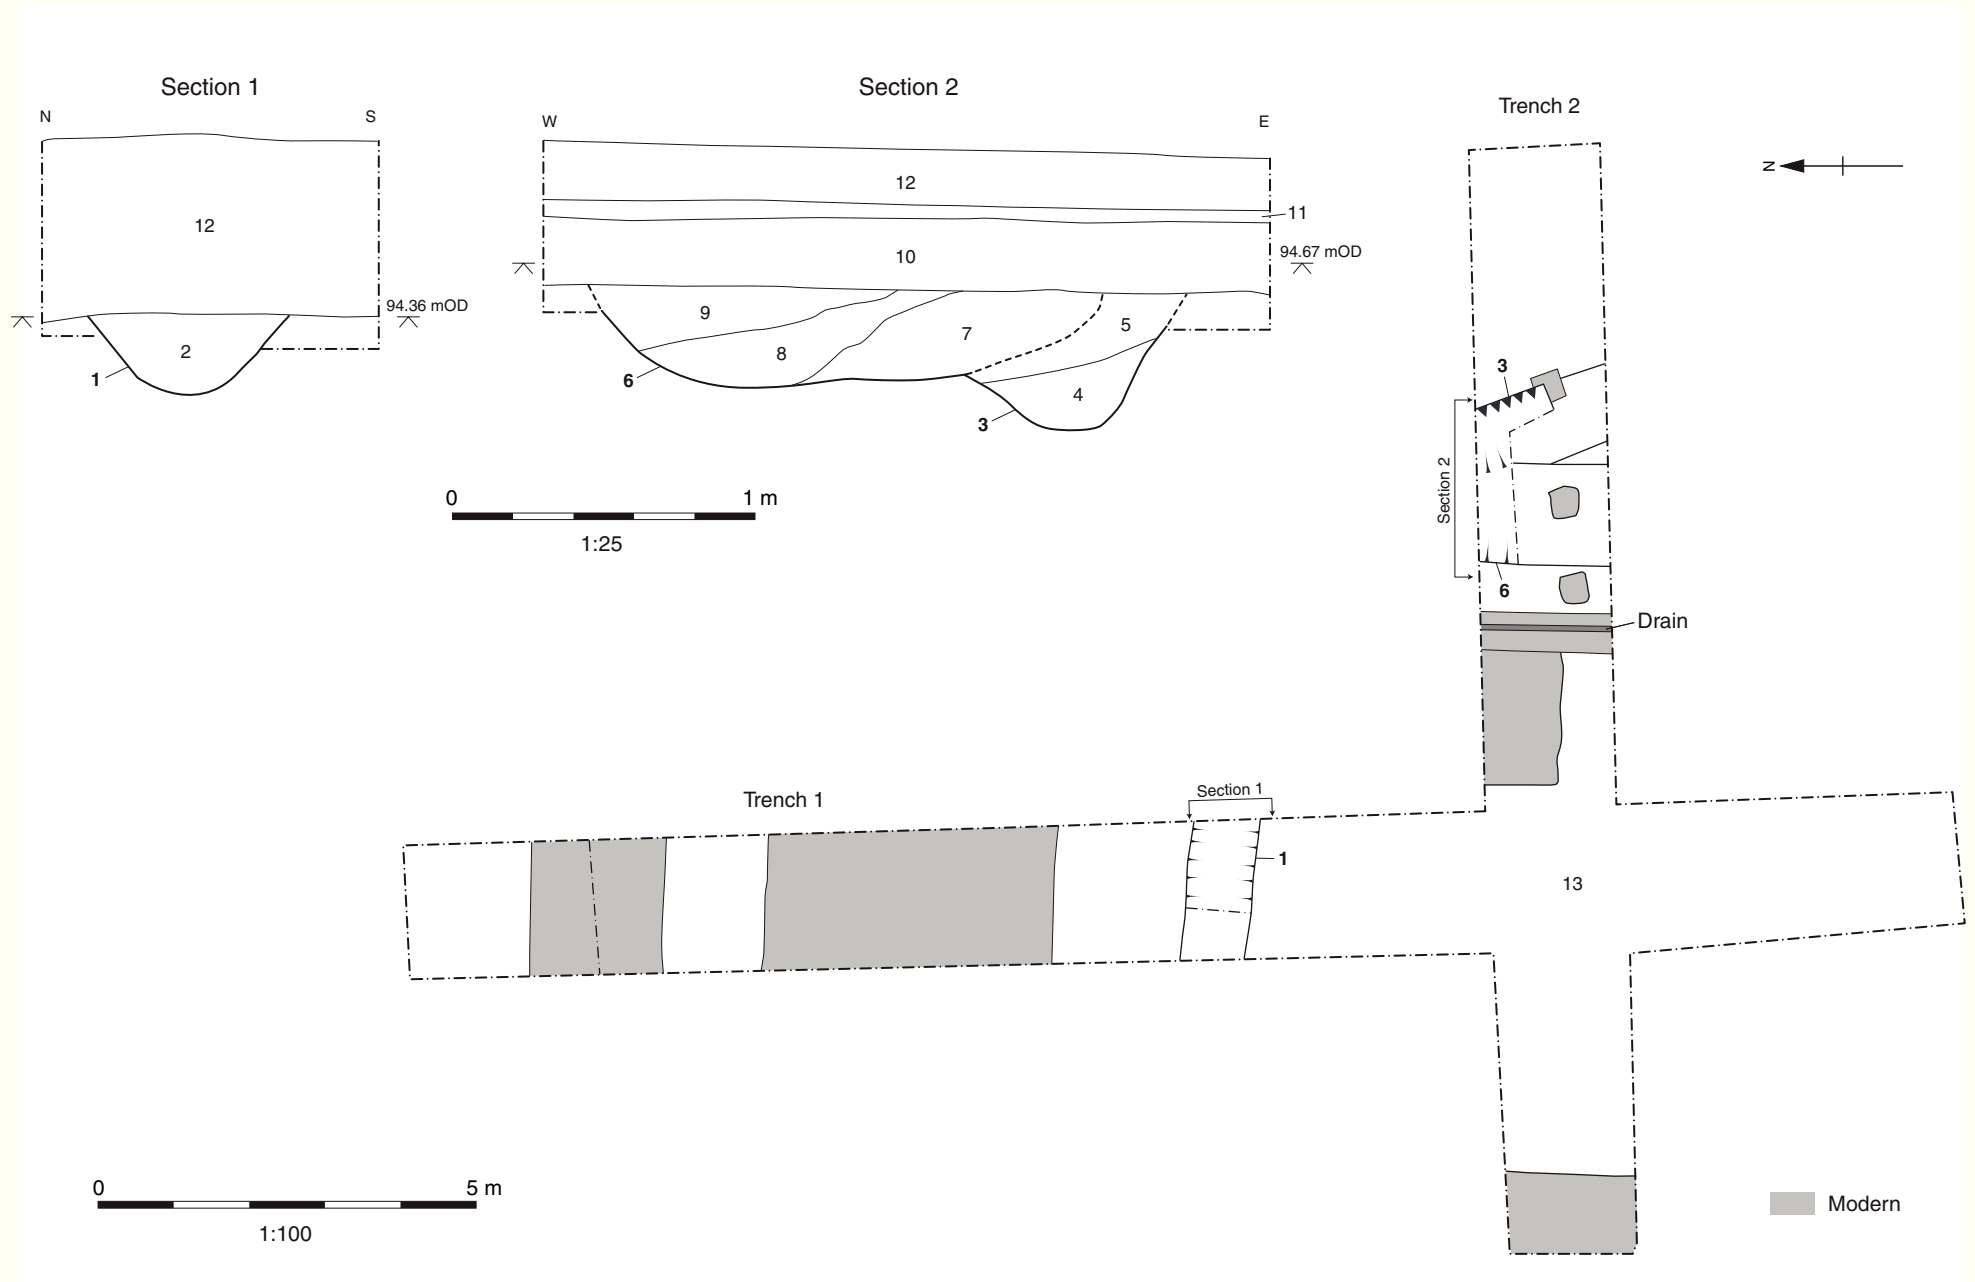 Section 1
N
S
12
94.36 mOD
2
1
Section 2
W
E
12
11
10
94.67 mOD
9
8
7
5
4
6
3
0
1 m
1:25
Trench 2
N
3
Section 2
6
Drain
Trench 1
Section 1
1
13
0
5 m
1:100
Modern